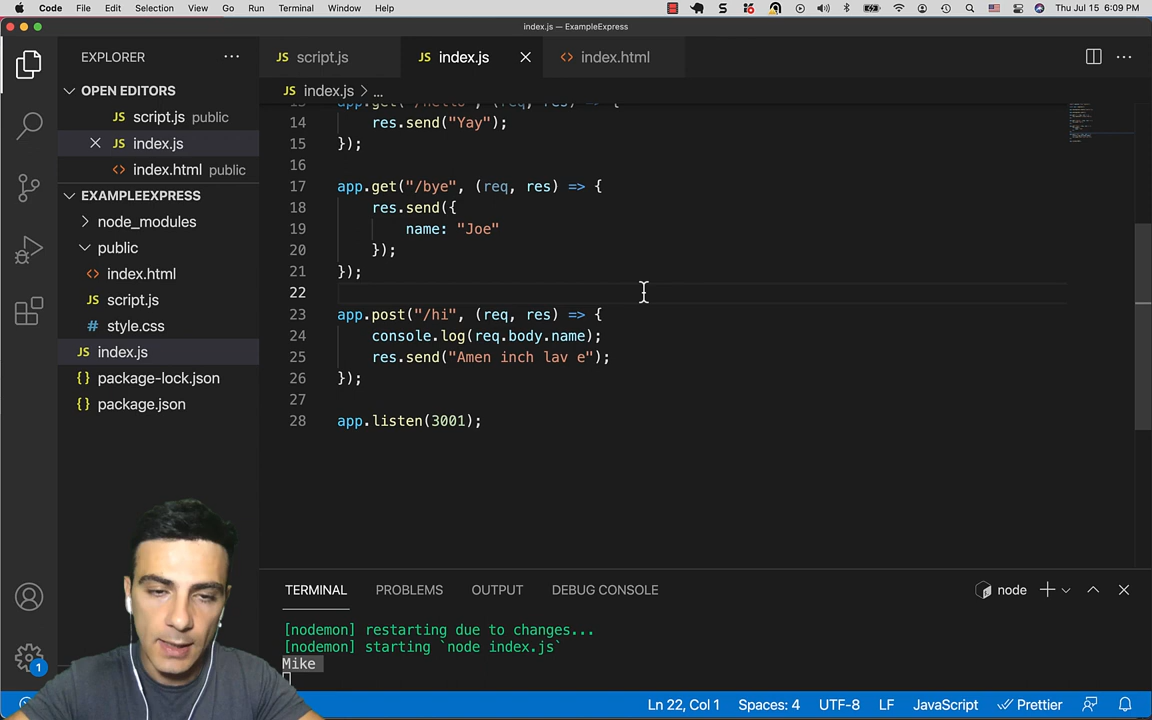 Code File Edit Selection View Go Run Terminal Window Help Thu Jul 15 6:09 PM
index.js — ExampleExpress
EXPLORER ...
JS script.js
JS index.js
<> index.html
JS index.js > ...
OPEN EDITORS
JS script.js public
JS index.js
<> index.html public
EXAMPLEEXPRESS
node_modules
public
<> index.html
JS script.js
# style.css
JS index.js
{} package-lock.json
{} package.json
13 app.get("/hello", (req, res) => {
14 res.send("Yay");
15 });
16
17 app.get("/bye", (req, res) => {
18 res.send({
19 name: "Joe"
20 });
21 });
22
23 app.post("/hi", (req, res) => {
24 console.log(req.body.name);
25 res.send("Amen inch lav e");
26 });
27
28 app.listen(3001);
TERMINAL PROBLEMS OUTPUT DEBUG CONSOLE node
[nodemon] restarting due to changes...
[nodemon] starting `node index.js`
Mike
1
Ln 22, Col 1 Spaces: 4 UTF-8 LF JavaScript Prettier